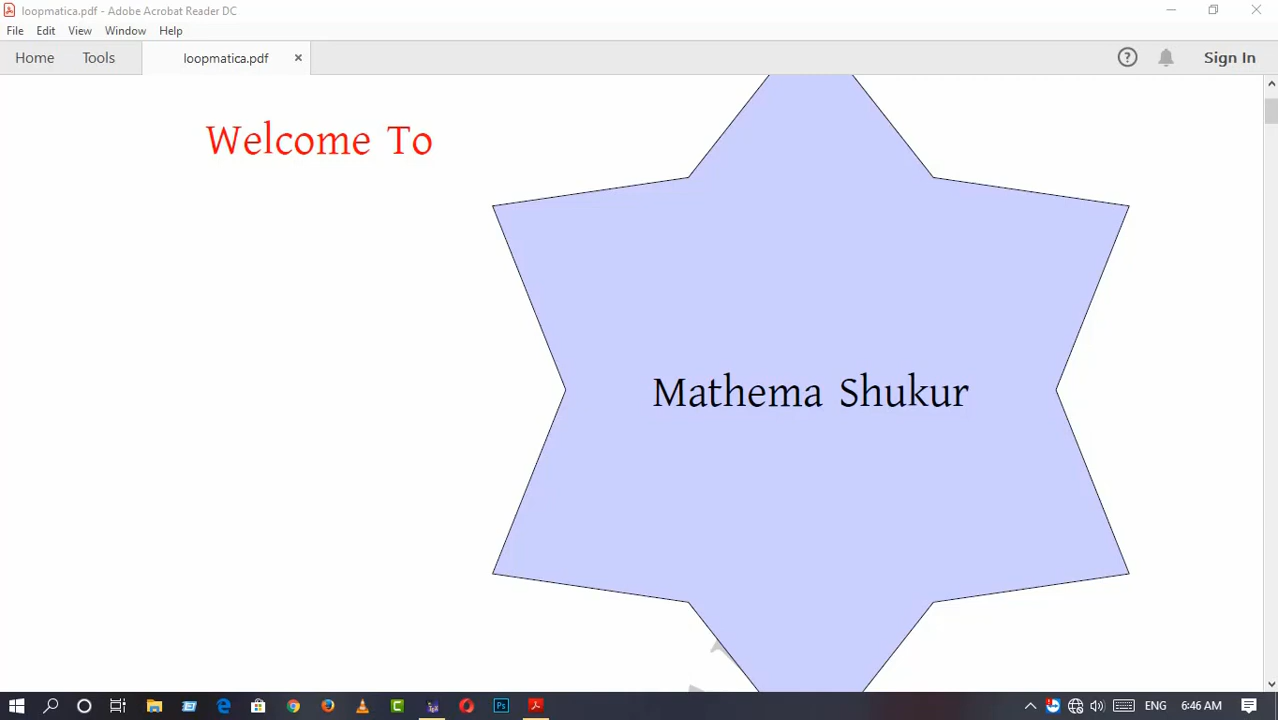 loopmatica.pdf - Adobe Acrobat Reader DC
File Edit View Window Help
Home Tools loopmatica.pdf × ? Sign In
Welcome To
Mathema Shukur
ENG 6:46 AM